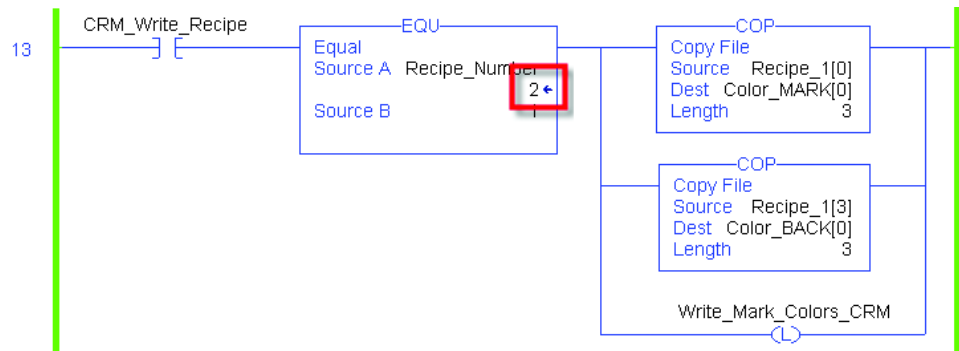 CRM_Write_Recipe
13
EQU
Equal
Source A Recipe_Number
2
Source B
COP
Copy File
Source Recipe_1[0]
Dest Color_MARK[0]
Length 3
COP
Copy File
Source Recipe_1[3]
Dest Color_BACK[0]
Length 3
Write_Mark_Colors_CRM
L